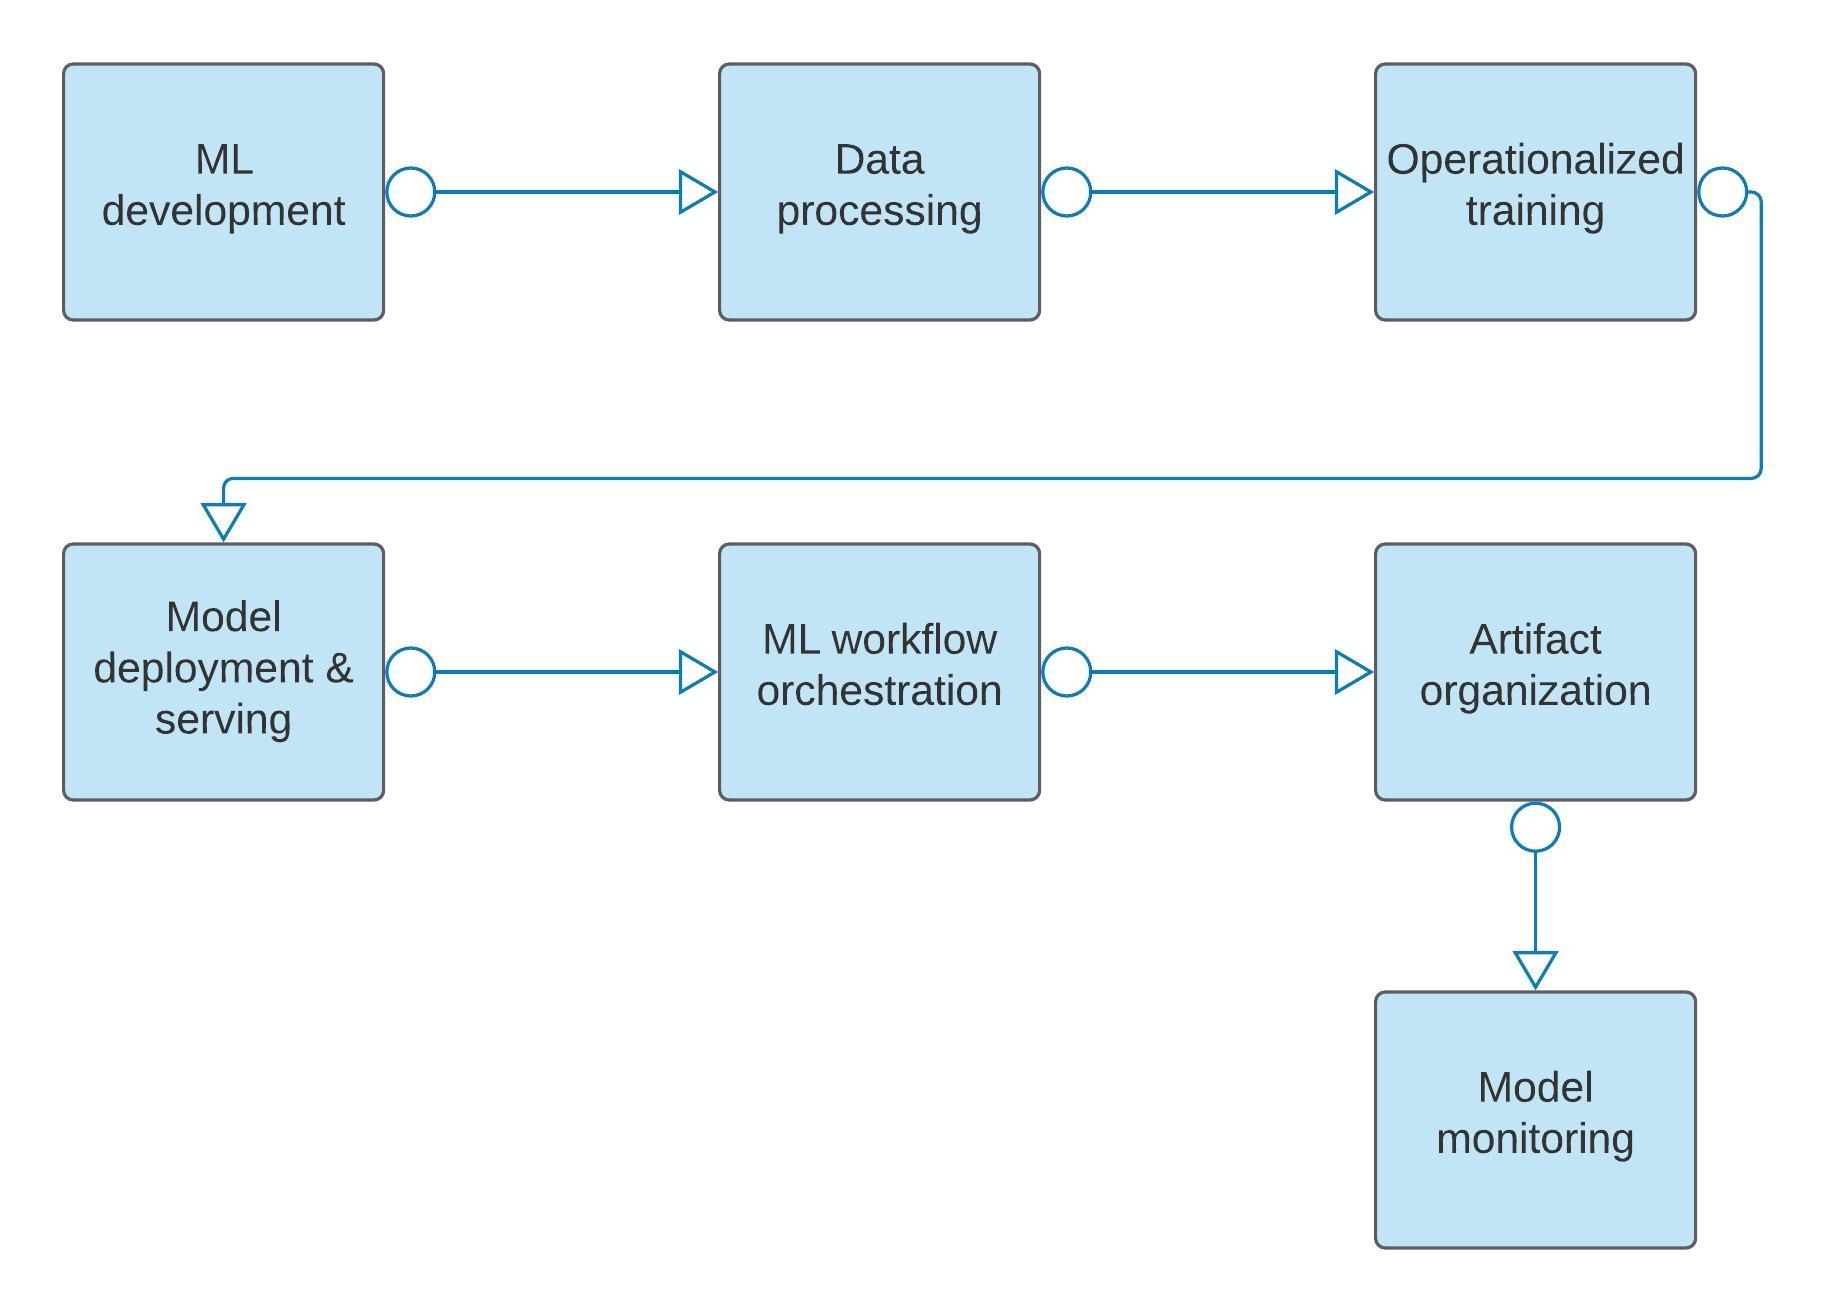 ML
development
Data
processing
Operationalized
training
Model
deployment &
serving
ML workflow
orchestration
Artifact
organization
Model
monitoring